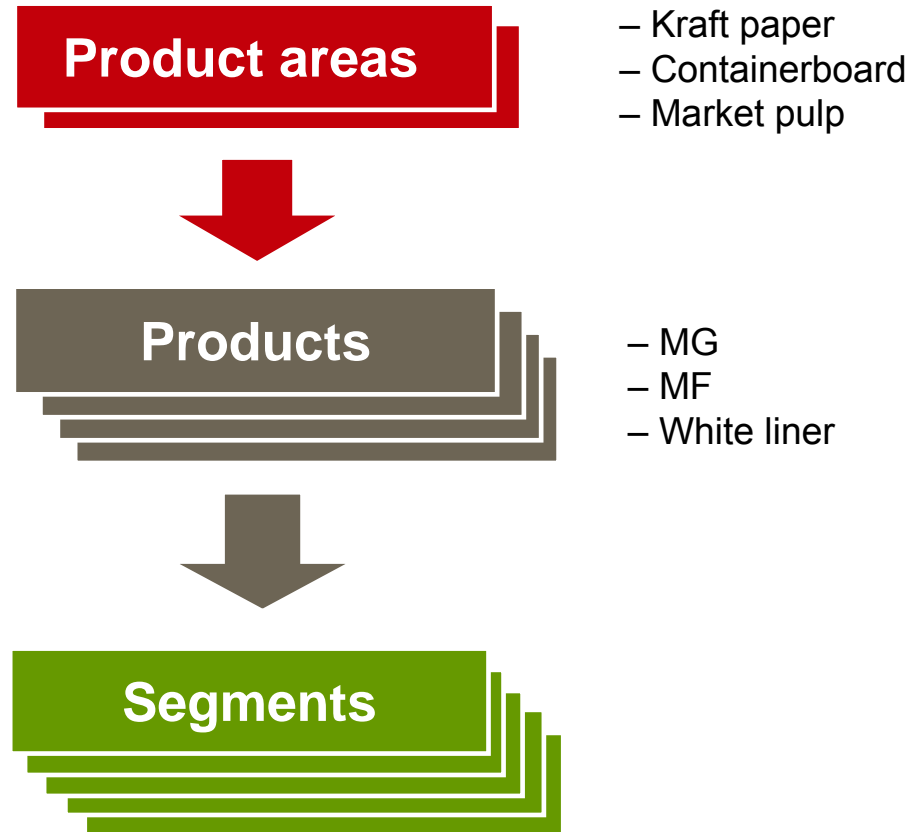 Product areas
– Kraft paper
– Containerboard
– Market pulp
Products
– MG
– MF
– White liner
Segments